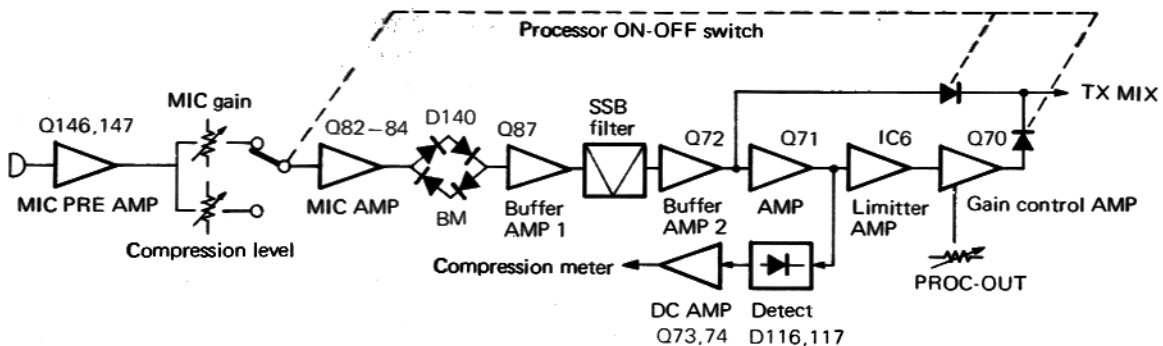 Processor ON-OFF switch
MIC gain
Q146,147
MIC PRE AMP
Compression level
Q82–84
MIC AMP
D140
BM
Q87
Buffer
AMP 1
SSB
filter
Q72
Buffer
AMP 2
Q71
AMP
IC6
Limitter
AMP
Q70
Gain control AMP
TX MIX
PROC-OUT
Compression meter
DC AMP
Q73,74
Detect
D116,117